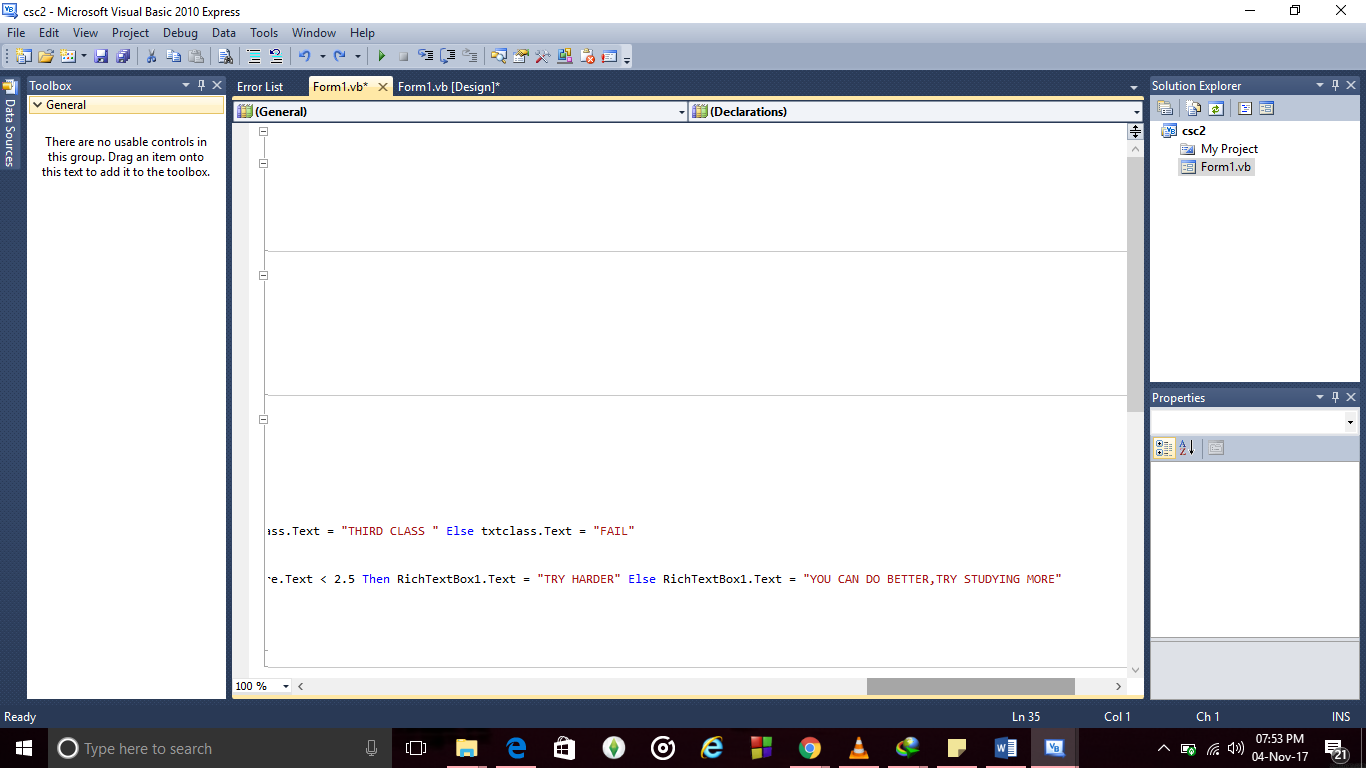 csc2 - Microsoft Visual Basic 2010 Express
File Edit View Project Debug Data Tools Window Help
Data Sources
Toolbox
General
There are no usable controls in
this group. Drag an item onto
this text to add it to the toolbox.
Error List Form1.vb* Form1.vb [Design]*
(General) (Declarations)
ass.Text = "THIRD CLASS " Else txtclass.Text = "FAIL"
re.Text < 2.5 Then RichTextBox1.Text = "TRY HARDER" Else RichTextBox1.Text = "YOU CAN DO BETTER,TRY STUDYING MORE"
100 %
Solution Explorer
csc2
My Project
Form1.vb
Properties
Ready Ln 35 Col 1 Ch 1 INS
Type here to search
07:53 PM
04-Nov-17
21